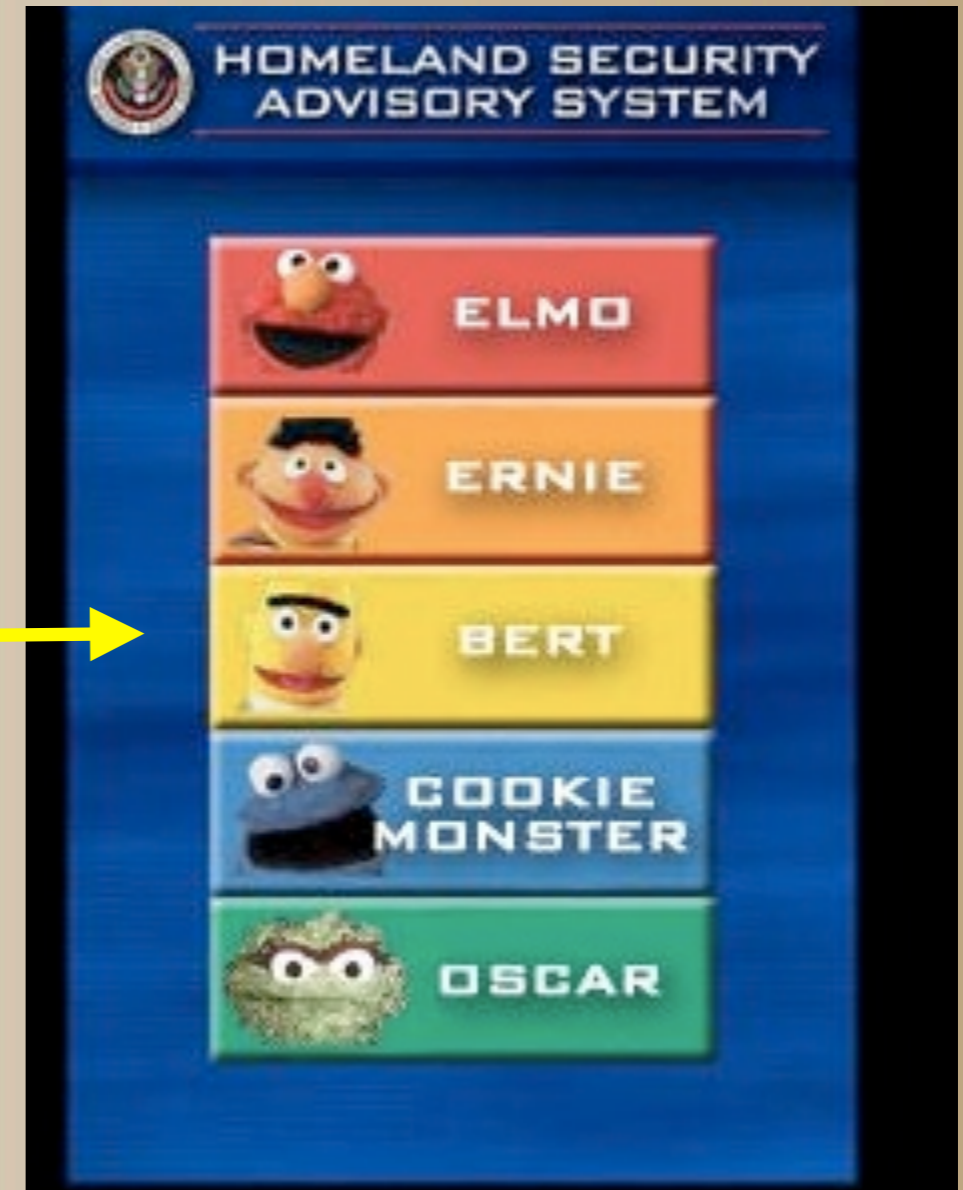 HOMELAND SECURITY
ADVISORY SYSTEM
ELMO
ERNIE
BERT
COOKIE
MONSTER
OSCAR